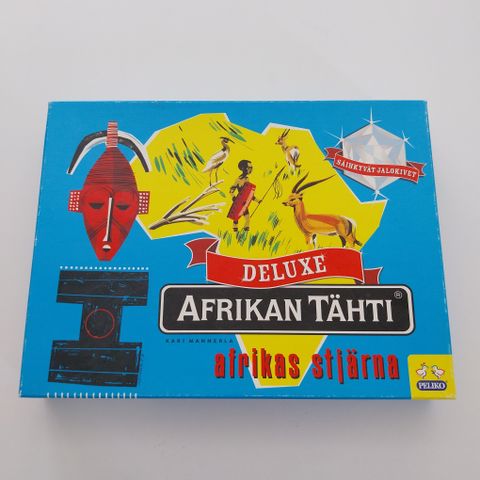 SÄIHKYVÄT JALOKIVET
DELUXE
AFRIKAN TÄHTI ®
KARI MANNERLA
afrikas stjärna
PELIKO